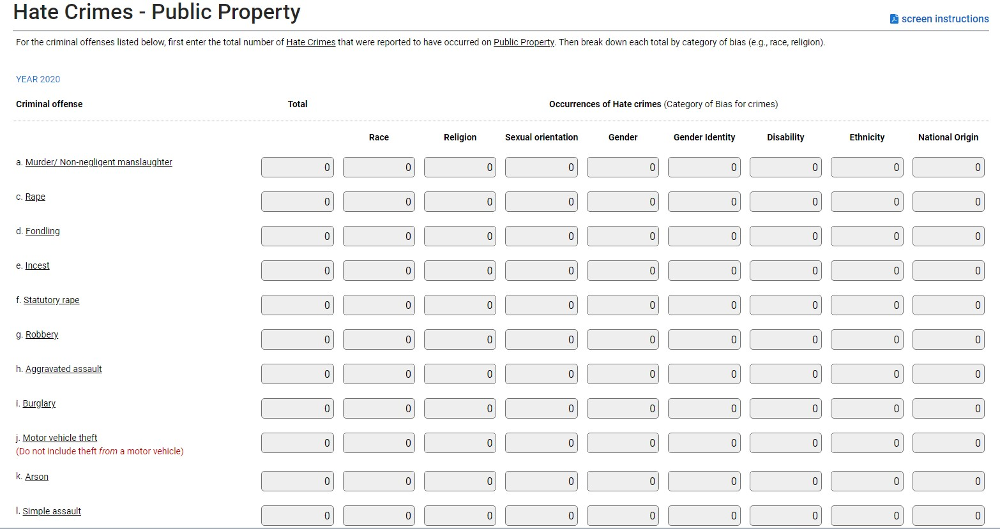 Hate Crimes - Public Property
screen instructions
For the criminal offenses listed below, first enter the total number of Hate Crimes that were reported to have occurred on Public Property. Then break down each total by category of bias (e.g., race, religion).
YEAR 2020
Criminal offense Total Occurrences of Hate crimes (Category of Bias for crimes)
Race Religion Sexual orientation Gender Gender Identity Disability Ethnicity National Origin
a. Murder/ Non-negligent manslaughter 0 0 0 0 0 0 0 0 0
c. Rape 0 0 0 0 0 0 0 0 0
d. Fondling 0 0 0 0 0 0 0 0 0
e. Incest 0 0 0 0 0 0 0 0 0
f. Statutory rape 0 0 0 0 0 0 0 0 0
g. Robbery 0 0 0 0 0 0 0 0 0
h. Aggravated assault 0 0 0 0 0 0 0 0 0
i. Burglary 0 0 0 0 0 0 0 0 0
j. Motor vehicle theft 0 0 0 0 0 0 0 0 0
(Do not include theft from a motor vehicle)
k. Arson 0 0 0 0 0 0 0 0 0
l. Simple assault 0 0 0 0 0 0 0 0 0